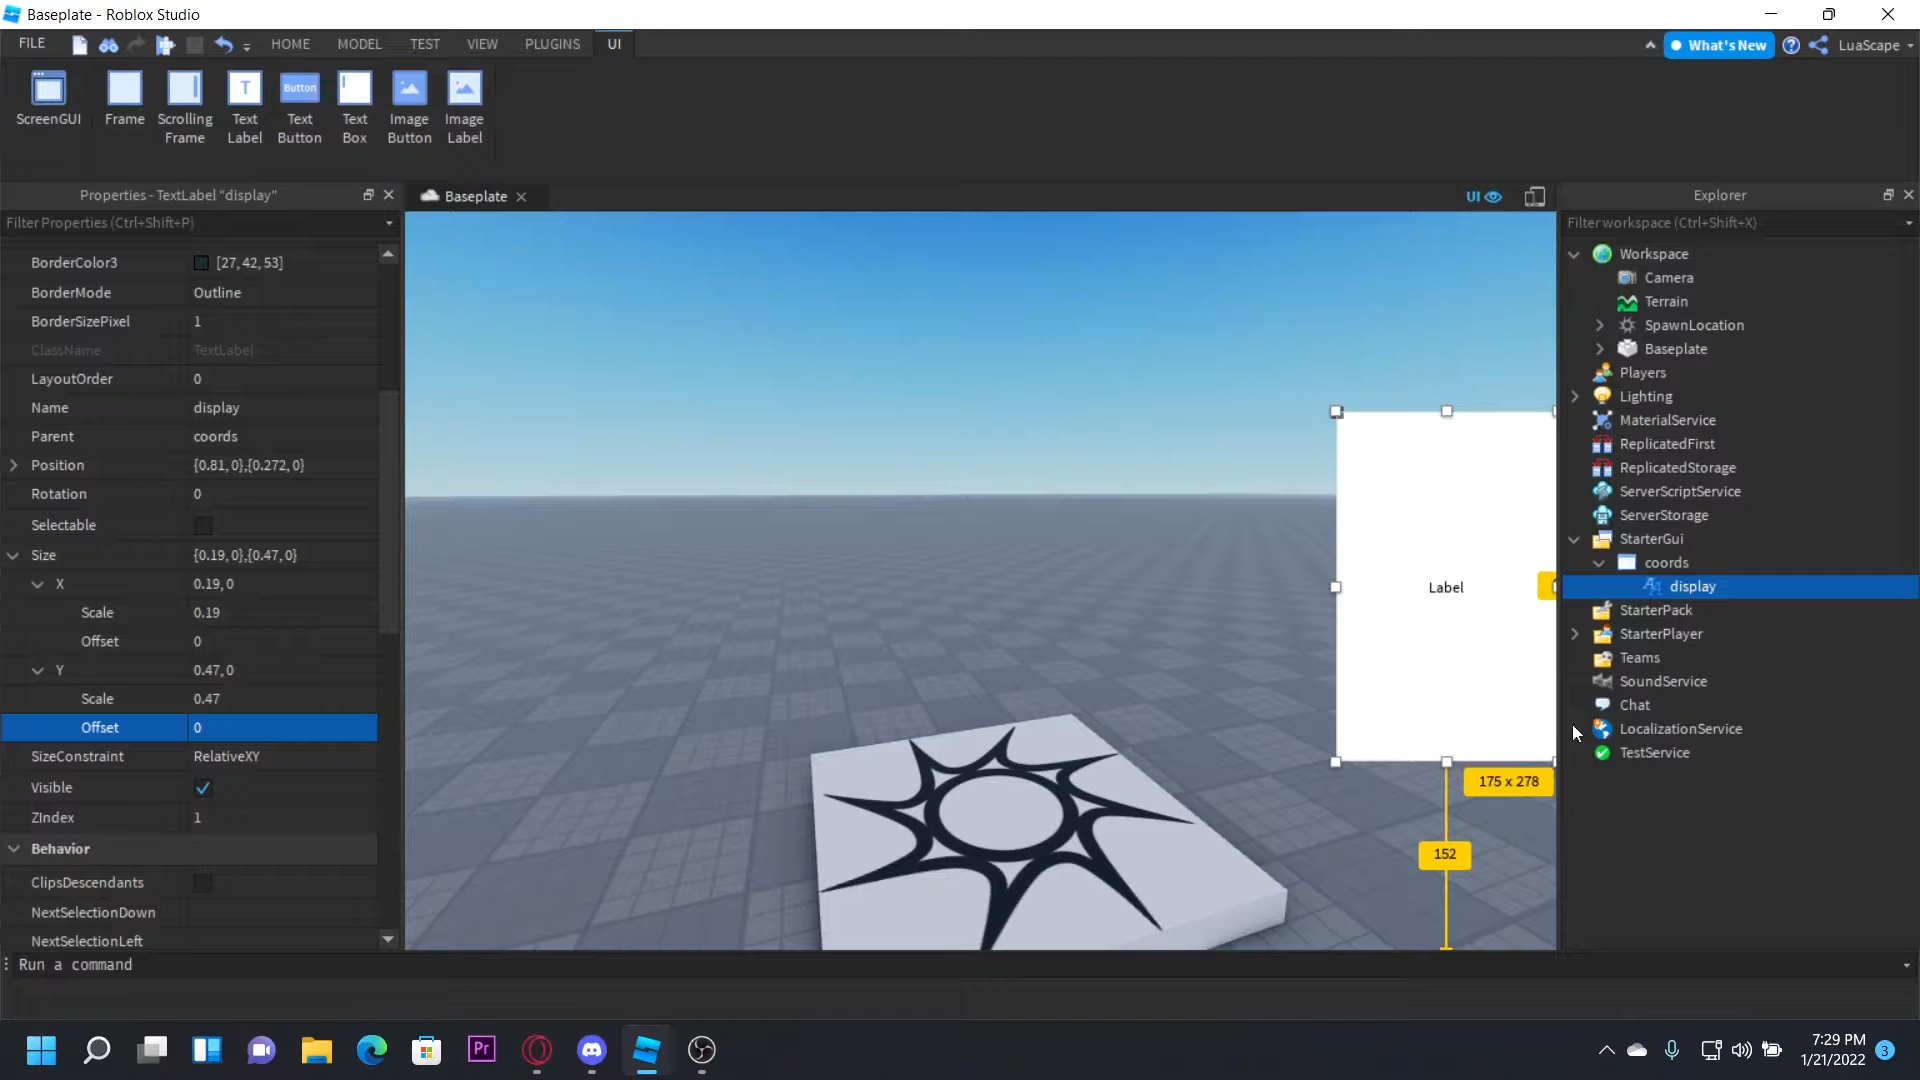 Baseplate - Roblox Studio
FILE HOME MODEL TEST VIEW PLUGINS UI What's New LuaScape
ScreenGUI Frame Scrolling Frame Text Label Button Text Button Text Box Image Button Image Label
Properties - TextLabel "display"
Filter Properties (Ctrl+Shift+P)
BorderColor3 [27, 42, 53]
BorderMode Outline
BorderSizePixel 1
ClassName TextLabel
LayoutOrder 0
Name display
Parent coords
Position {0.81, 0},{0.272, 0}
Rotation 0
Selectable
Size {0.19, 0},{0.47, 0}
X 0.19, 0
Scale 0.19
Offset 0
Y 0.47, 0
Scale 0.47
Offset 0
SizeConstraint RelativeXY
Visible
ZIndex 1
Behavior
ClipsDescendants
NextSelectionDown
NextSelectionLeft
Baseplate
UI
Label
175 x 278
152
Explorer
Filter workspace (Ctrl+Shift+X)
Workspace
Camera
Terrain
SpawnLocation
Baseplate
Players
Lighting
MaterialService
ReplicatedFirst
ReplicatedStorage
ServerScriptService
ServerStorage
StarterGui
coords
display
StarterPack
StarterPlayer
Teams
SoundService
Chat
LocalizationService
TestService
Run a command
Pr
7:29 PM
1/21/2022
3